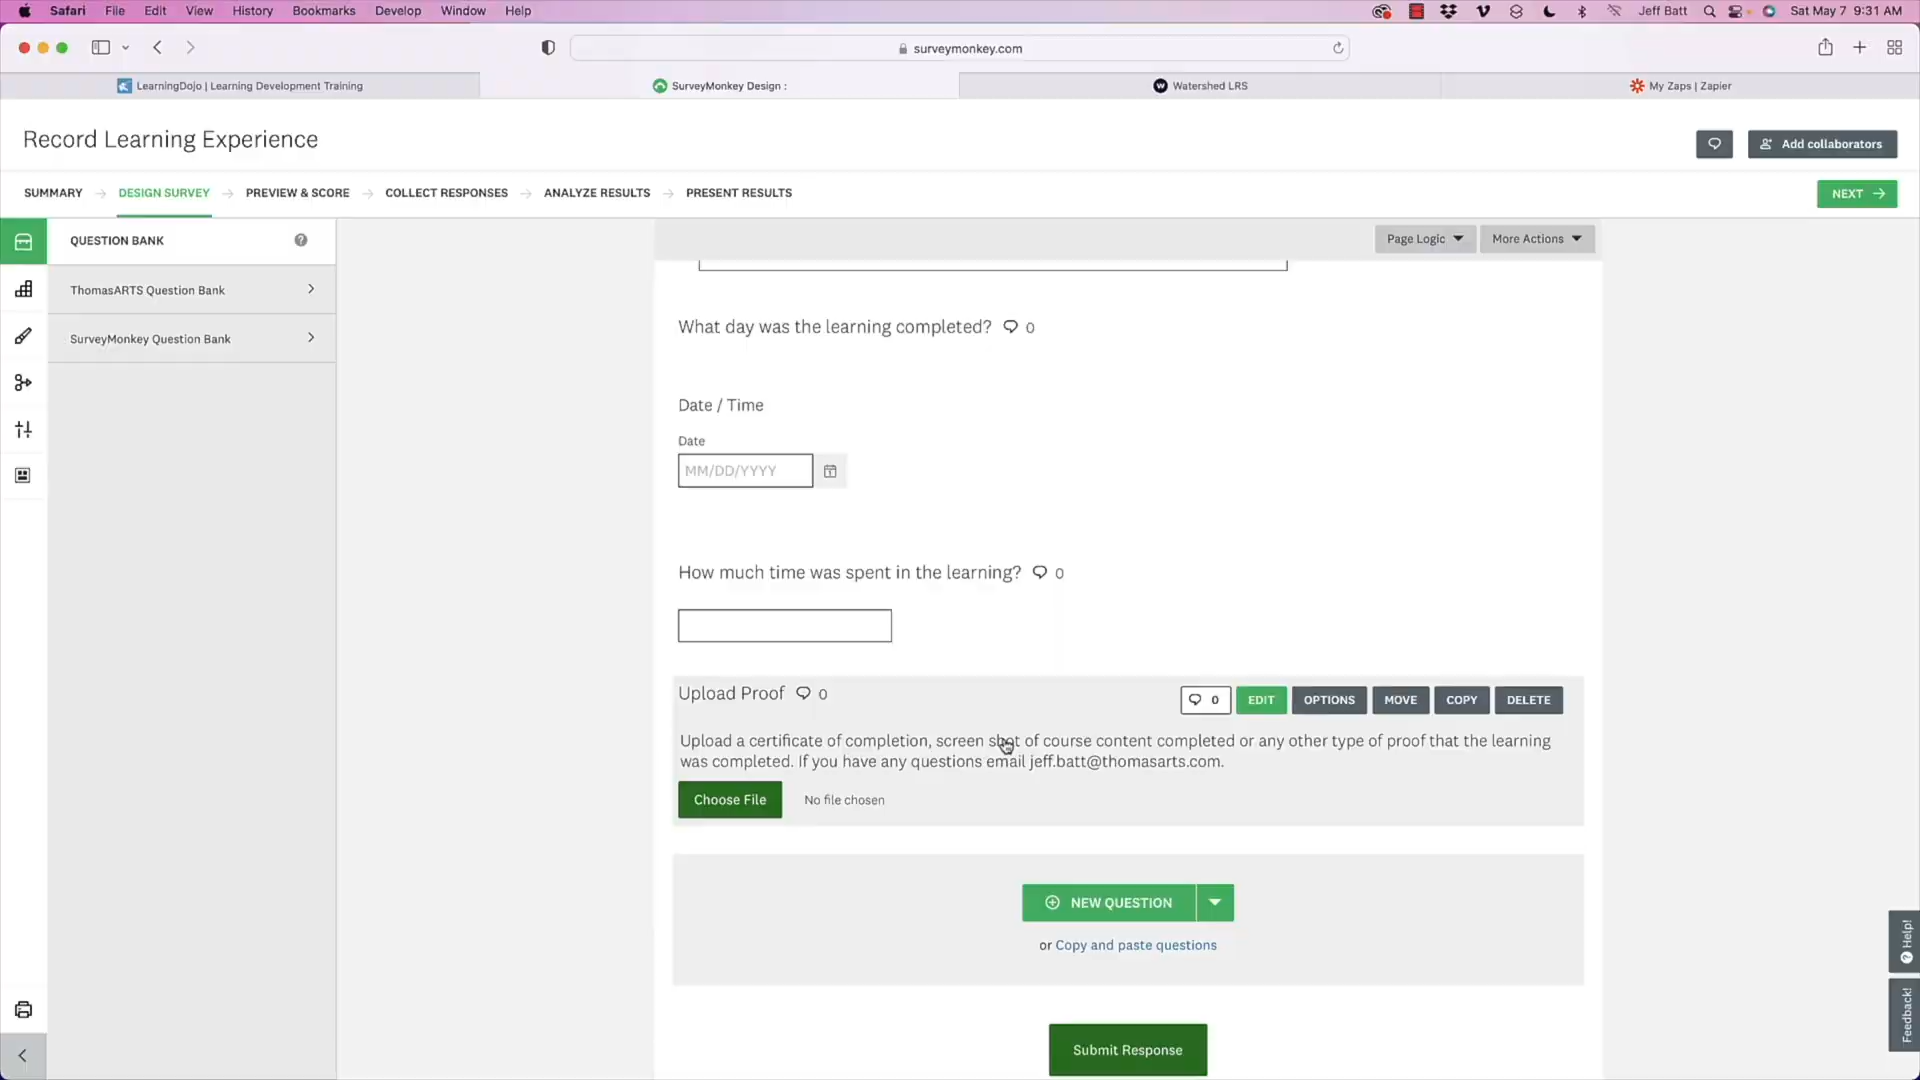 Safari File Edit View History Bookmarks Develop Window Help Jeff Batt Sat May 7 9:31 AM
surveymonkey.com
LearningDojo | Learning Development Training SurveyMonkey Design : Watershed LRS My Zaps | Zapier
Record Learning Experience
Add collaborators
SUMMARY DESIGN SURVEY PREVIEW & SCORE COLLECT RESPONSES ANALYZE RESULTS PRESENT RESULTS NEXT
QUESTION BANK
Page Logic More Actions
ThomasARTS Question Bank
SurveyMonkey Question Bank
What day was the learning completed? 0
Date / Time
Date
MM/DD/YYYY
How much time was spent in the learning? 0
Upload Proof 0
0 EDIT OPTIONS MOVE COPY DELETE
Upload a certificate of completion, screen shot of course content completed or any other type of proof that the learning
was completed. If you have any questions email jeff.batt@thomasarts.com.
Choose File No file chosen
NEW QUESTION
or Copy and paste questions
Submit Response
Help!
Feedback!